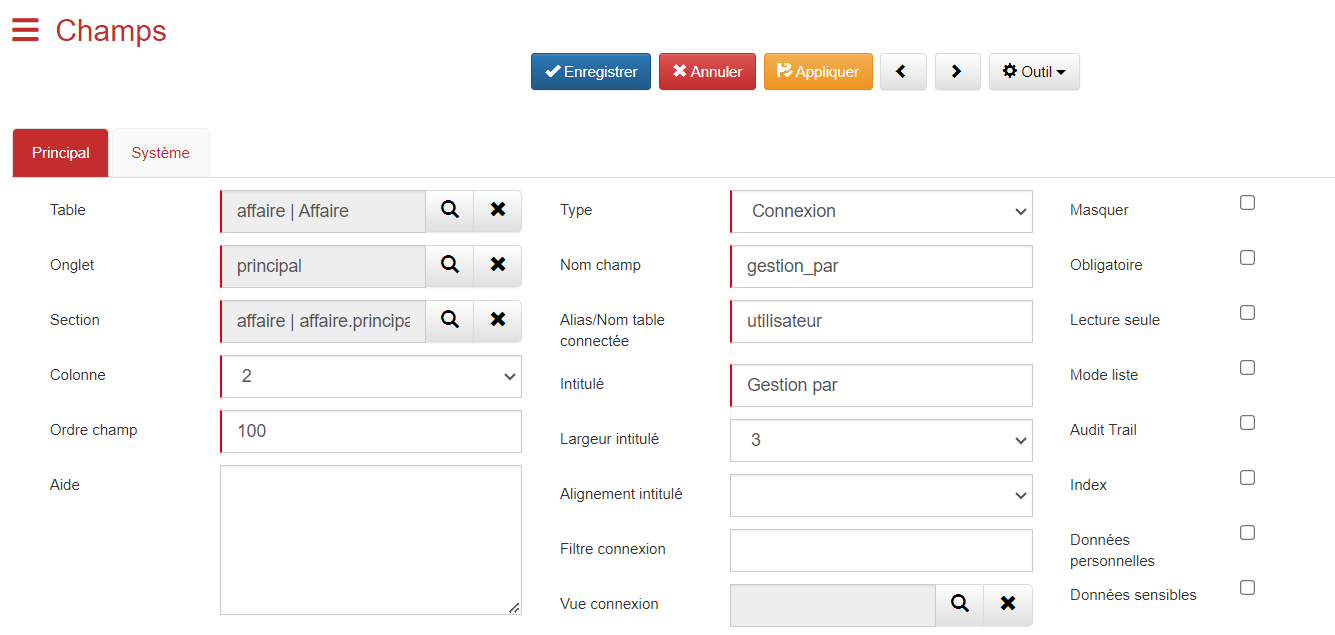 Champs
Enregistrer Annuler Appliquer Outil
Principal Système
Table affaire | Affaire
Onglet principal
Section affaire | affaire.principa
Colonne 2
Ordre champ 100
Aide
Type Connexion
Nom champ gestion_par
Alias/Nom table
connectée utilisateur
Intitulé Gestion par
Largeur intitulé 3
Alignement intitulé
Filtre connexion
Vue connexion
Masquer
Obligatoire
Lecture seule
Mode liste
Audit Trail
Index
Données
personnelles
Données sensibles